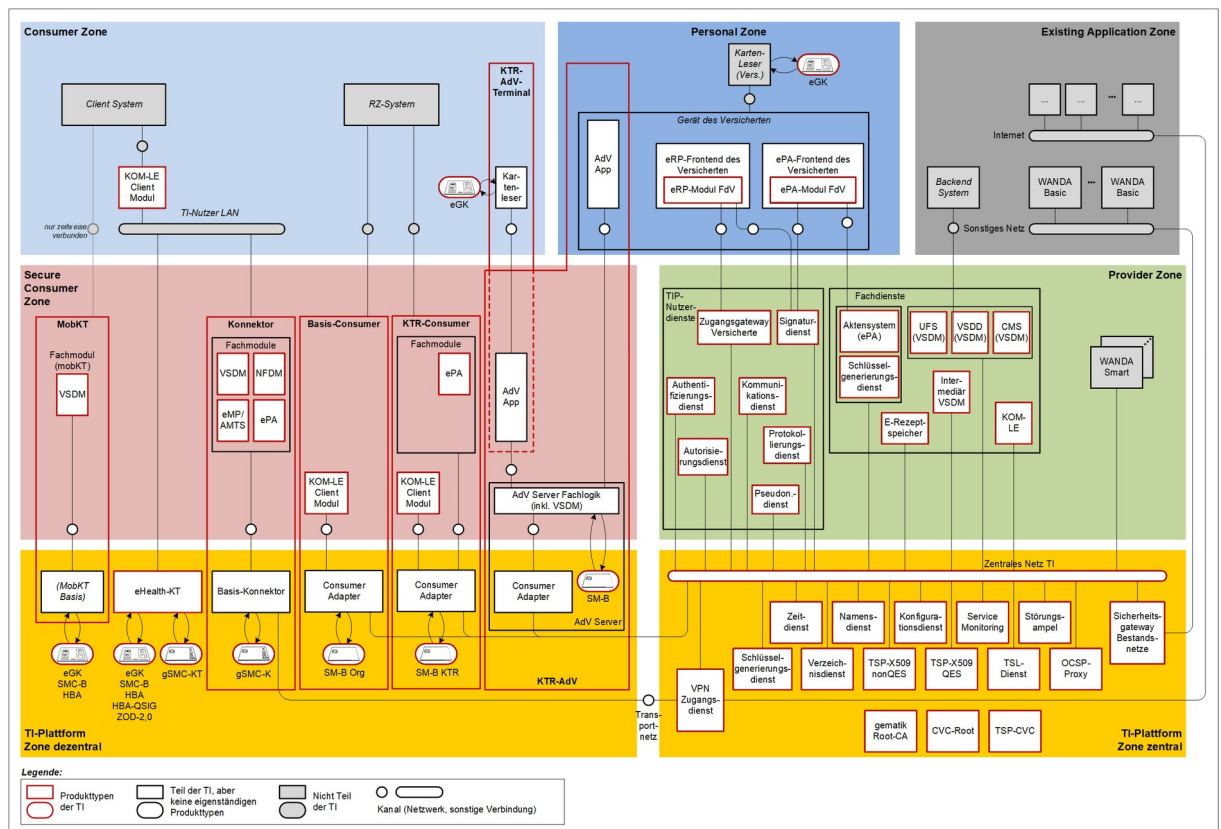 Consumer Zone
Client System
RZ-System
KTR-
AdV-
Terminal
KOM-LE
Client
Modul
eGK
Kar-
ten-
leser
TI-Nutzer LAN
nur zeitweise
verbunden
Personal Zone
Karten-
Leser
(Vers.)
eGK
Gerät des Versicherten
AdV
App
eRP-Frontend des
Versicherten
eRP-Modul FdV
ePA-Frontend des
Versicherten
ePA-Modul FdV
Existing Application Zone
...
...
...
...
Internet
Backend
System
WANDA
Basic
...
WANDA
Basic
Sonstiges Netz
Secure
Consumer
Zone
MobKT
Fachmodul
(mobKT)
VSDM
Konnektor
Fachmodule
VSDM
NFDM
eMP/
AMTS
ePA
Basis-Consumer
KOM-LE
Client
Modul
KTR-Consumer
Fachmodule
ePA
KOM-LE
Client
Modul
AdV
App
AdV Server Fachlogik
(inkl. VSDM)
Provider Zone
TIP-
Nutzer-
dienste
Zugangsgateway
Versicherte
Signatur-
dienst
Authenti-
fizierungs-
dienst
Kommuni-
kations-
dienst
Autorisie-
rungsdienst
Protokol-
lierungs-
dienst
Pseudon.-
dienst
Fachdienste
Aktensystem
(ePA)
Schlüssel-
generierungs-
dienst
UFS
(VSDM)
VSDD
(VSDM)
CMS
(VSDM)
Inter-
mediär
VSDM
E-Rezept-
speicher
KOM-
LE
WANDA
Smart
(MobKT
Basis)
eHealth-KT
Basis-Konnektor
Consumer
Adapter
Consumer
Adapter
Consumer
Adapter
SM-B
AdV Server
eGK
SMC-B
HBA
eGK
SMC-B
HBA
HBA-QSIG
ZOD-2,0
gSMC-KT
gSMC-K
SM-B Org
SM-B KTR
KTR-AdV
TI-Plattform
Zone dezentral
Trans-
port-
netz
Zentrales Netz TI
Zeit-
dienst
Namens-
dienst
Konfigu-
rationsdienst
Service
Monitoring
Störungs-
ampel
Sicherheits-
gateway
Bestands-
netze
VPN
Zugangs-
dienst
Schlüssel-
generierungs-
dienst
Verzeich-
nisdienst
TSP-X509
nonQES
TSP-X509
QES
TSL-
Dienst
OCSP-
Proxy
gematik
Root-CA
CVC-Root
TSP-CVC
TI-Plattform
Zone zentral
Legende:
Produkttypen
der TI
Teil der TI, aber
keine eigenständigen
Produkttypen
Nicht Teil
der TI
Kanal (Netzwerk, sonstige Verbindung)